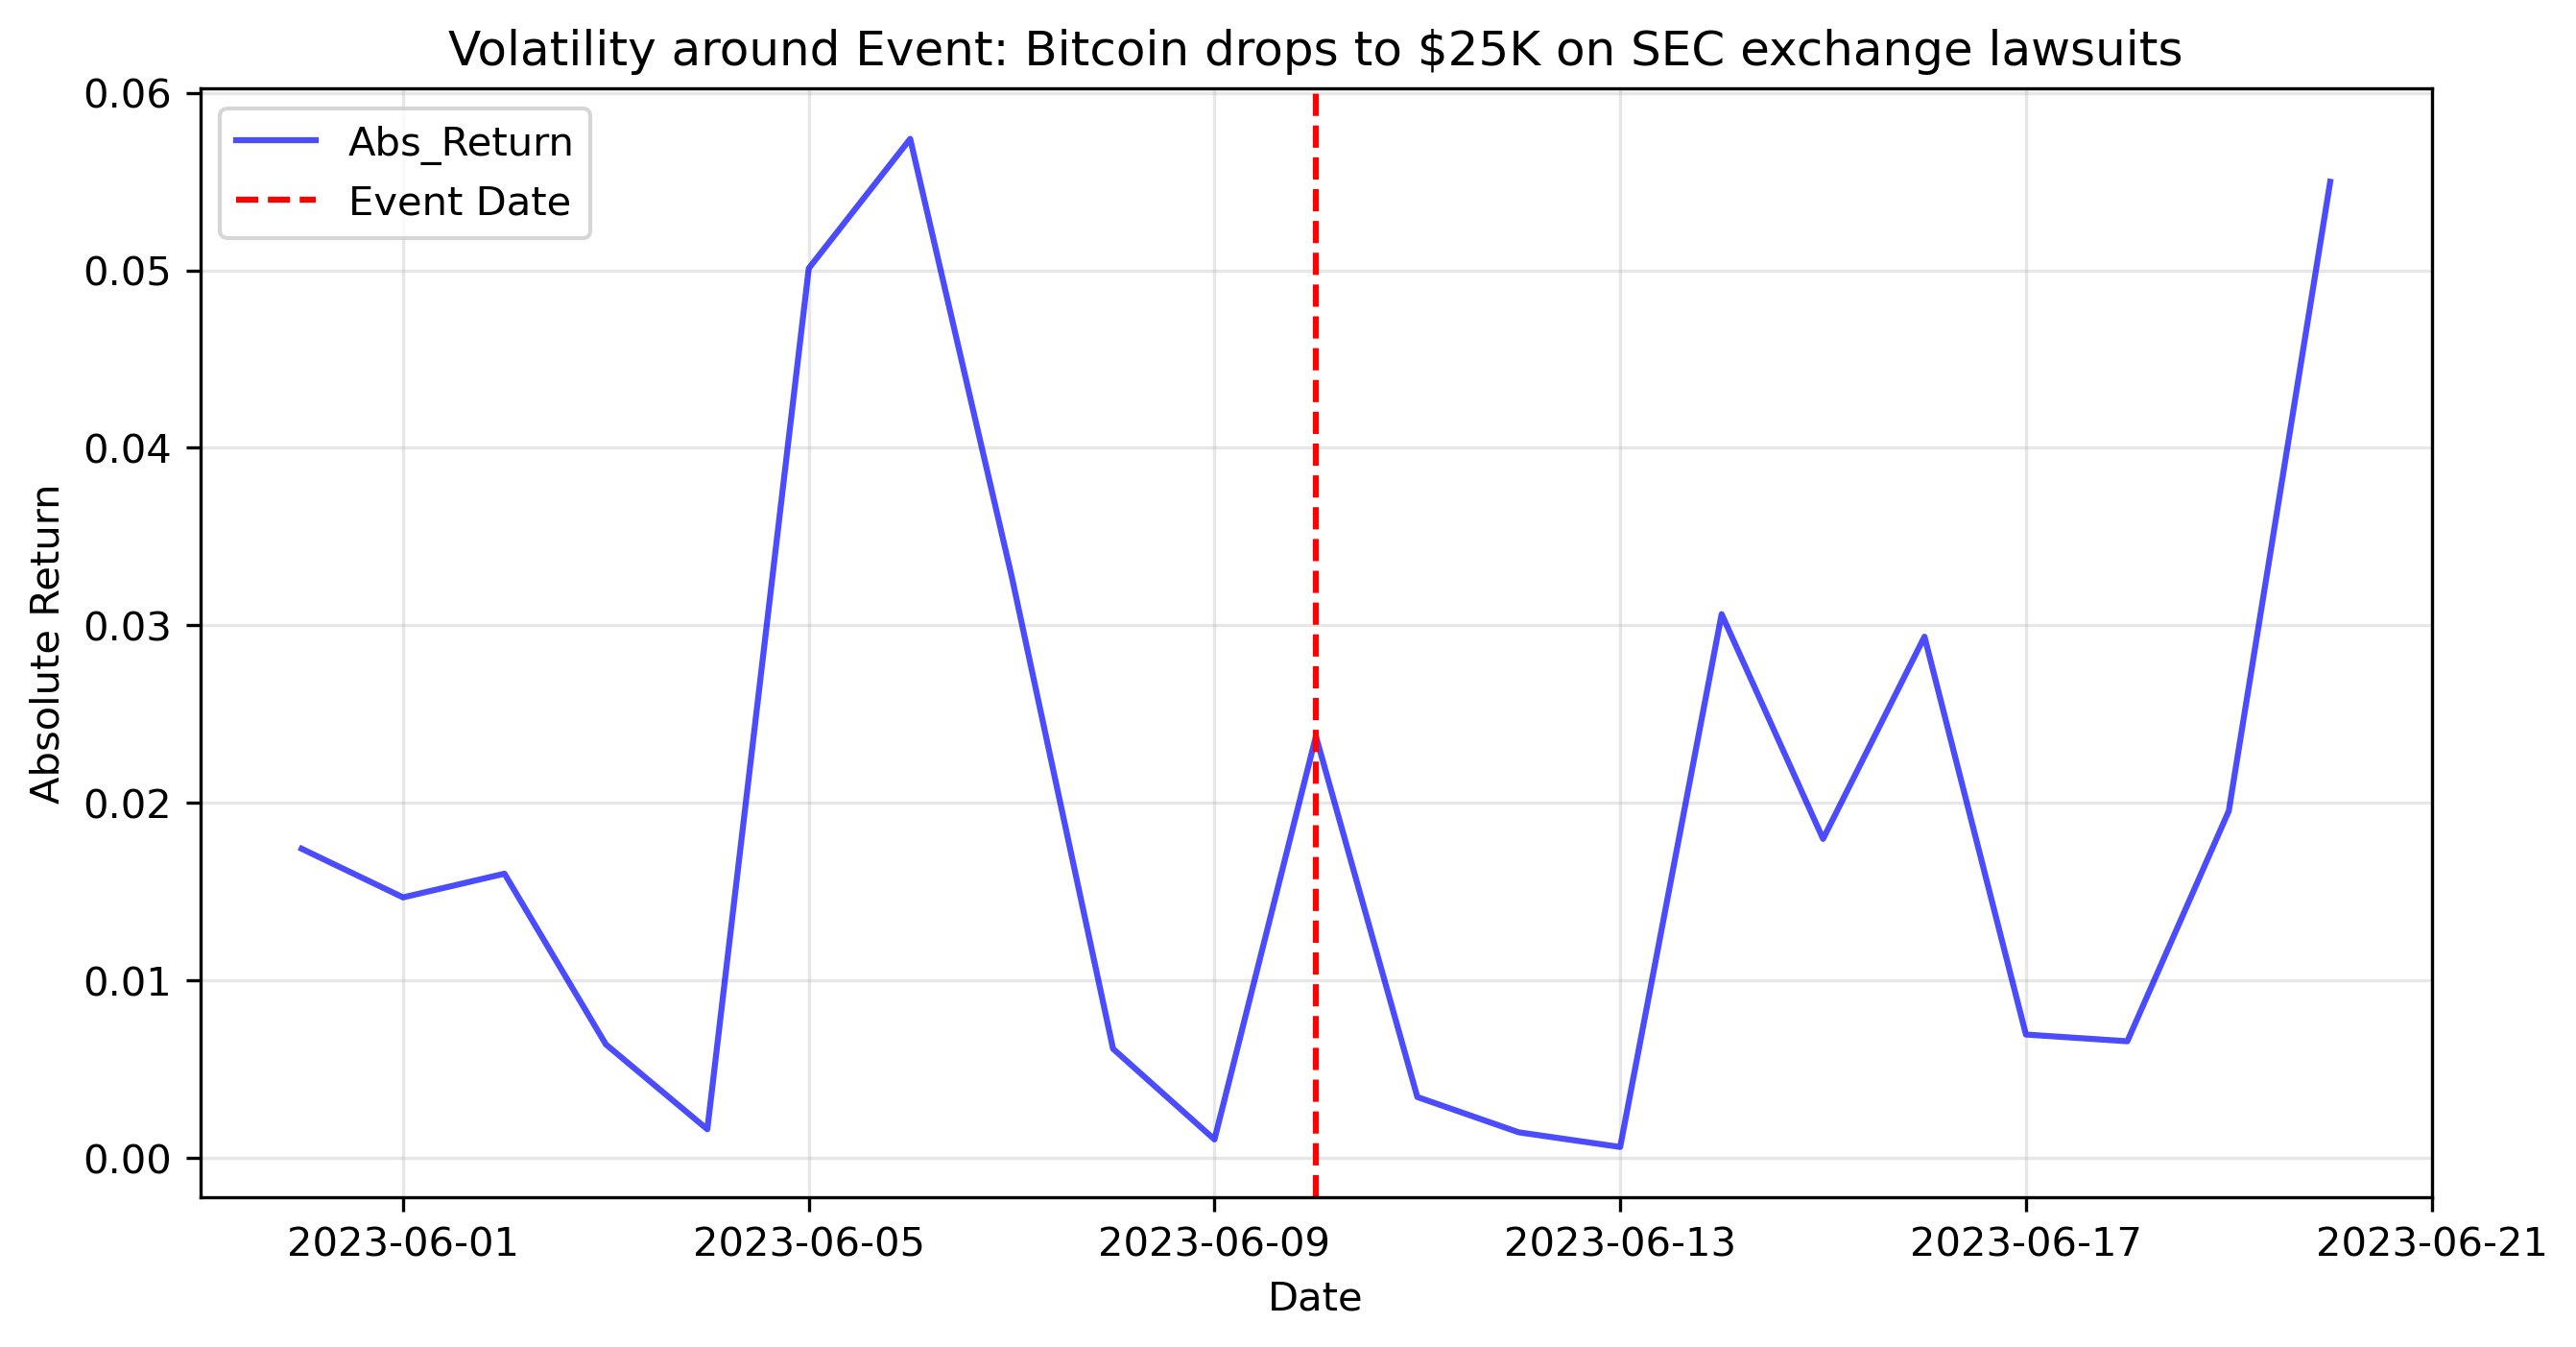 Volatility around Event: Bitcoin drops to $25K on SEC exchange lawsuits
Abs_Return
Event Date
Absolute Return
0.06
0.05
0.04
0.03
0.02
0.01
0.00
2023-06-01 2023-06-05 2023-06-09 2023-06-13 2023-06-17 2023-06-21
Date